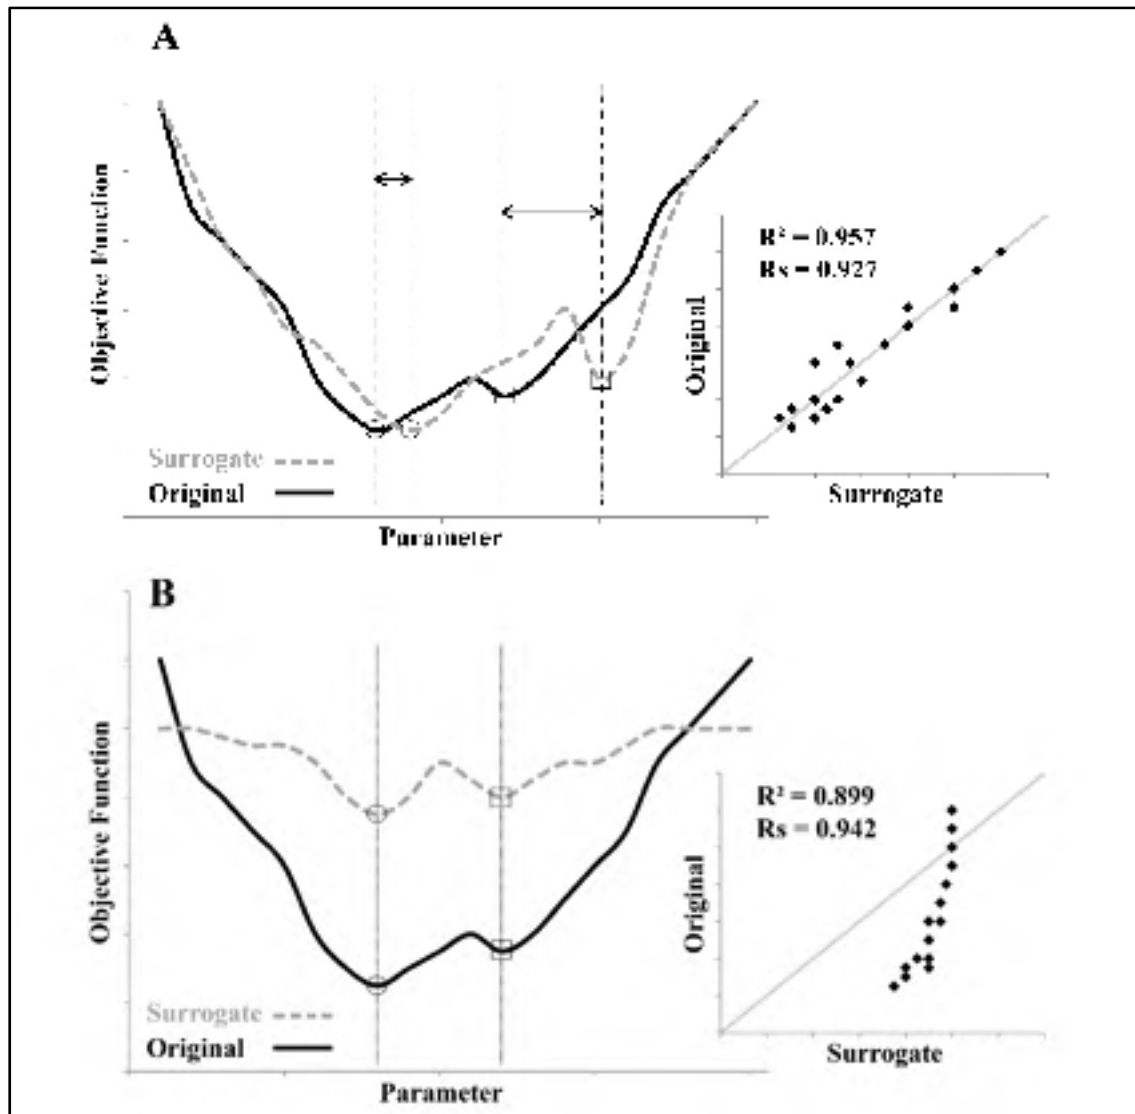 A
Objective Function
R² = 0.957
Rs = 0.927
Original
Surrogate
Surrogate
Original
Parameter
B
Objective Function
R² = 0.899
Rs = 0.942
Original
Surrogate
Surrogate
Original
Parameter